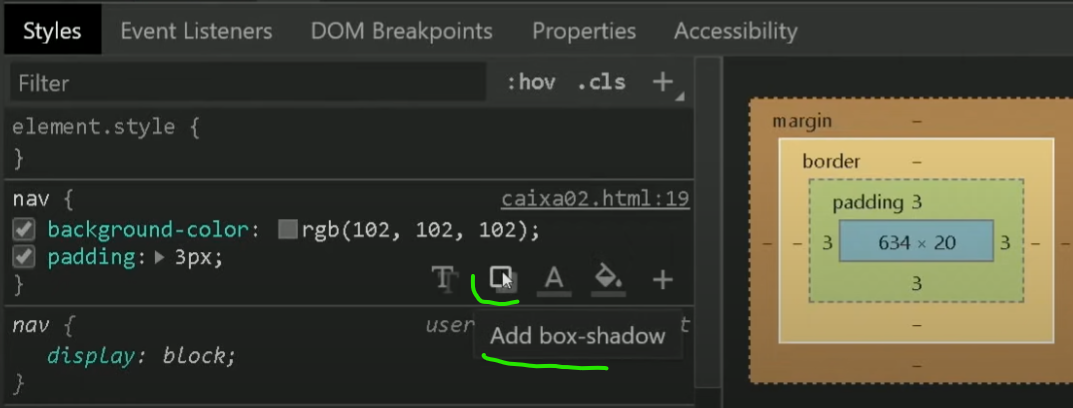 Styles Event Listeners DOM Breakpoints Properties Accessibility
Filter :hov .cls +
element.style {
}
nav { caixa02.html:19
background-color: rgb(102, 102, 102);
padding: 3px;
}
T A +
nav { user t
Add box-shadow
display: block;
}
margin –
border –
padding 3
– – 3 634 × 20 3 – –
3
–
–